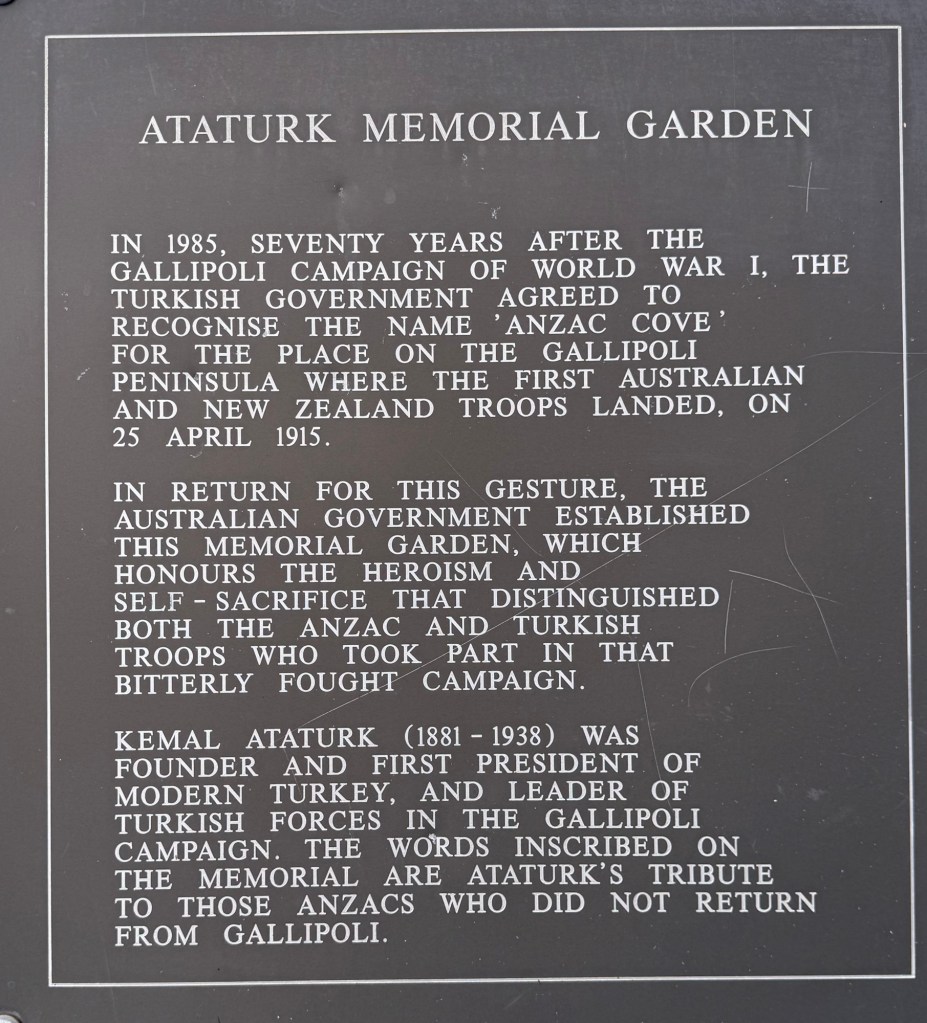 ATATURK MEMORIAL GARDEN
IN 1985, SEVENTY YEARS AFTER THE
GALLIPOLI CAMPAIGN OF WORLD WAR I, THE
TURKISH GOVERNMENT AGREED TO
RECOGNISE THE NAME 'ANZAC COVE'
FOR THE PLACE ON THE GALLIPOLI
PENINSULA WHERE THE FIRST AUSTRALIAN
AND NEW ZEALAND TROOPS LANDED, ON
25 APRIL 1915.
IN RETURN FOR THIS GESTURE, THE
AUSTRALIAN GOVERNMENT ESTABLISHED
THIS MEMORIAL GARDEN, WHICH
HONOURS THE HEROISM AND
SELF-SACRIFICE THAT DISTINGUISHED
BOTH THE ANZAC AND TURKISH
TROOPS WHO TOOK PART IN THAT
BITTERLY FOUGHT CAMPAIGN.
KEMAL ATATURK (1881-1938) WAS
FOUNDER AND FIRST PRESIDENT OF
MODERN TURKEY, AND LEADER OF
TURKISH FORCES IN THE GALLIPOLI
CAMPAIGN. THE WORDS INSCRIBED ON
THE MEMORIAL ARE ATATURK'S TRIBUTE
TO THOSE ANZACS WHO DID NOT RETURN
FROM GALLIPOLI.